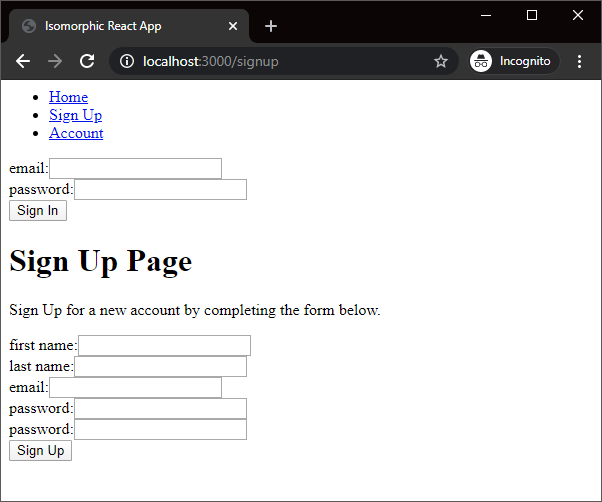 Isomorphic React App
localhost:3000/signup
Incognito
Home
Sign Up
Account
email:
password:
Sign In
Sign Up Page
Sign Up for a new account by completing the form below.
first name:
last name:
email:
password:
password:
Sign Up